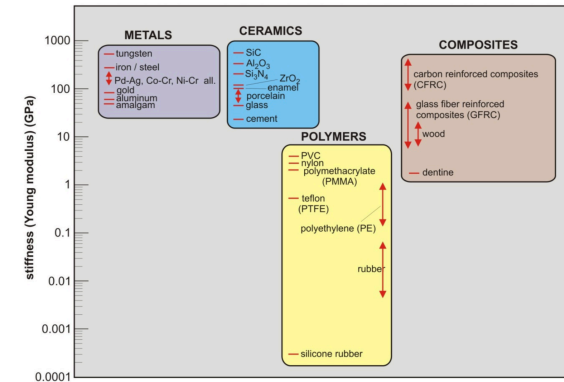 METALS
CERAMICS
COMPOSITES
POLYMERS
stiffness (Young modulus) (GPa)
1000
100
10
1
0.1
0.01
0.001
0.0001
tungsten
iron / steel
Pd-Ag, Co-Cr, Ni-Cr all.
gold
aluminum
amalgam
SiC
Al2O3
Si3N4
ZrO2
enamel
porcelain
glass
cement
PVC
nylon
polymethacrylate
(PMMA)
teflon
(PTFE)
polyethylene (PE)
rubber
silicone rubber
carbon reinforced composites
(CFRC)
glass fiber reinforced
composites (GFRC)
wood
dentine